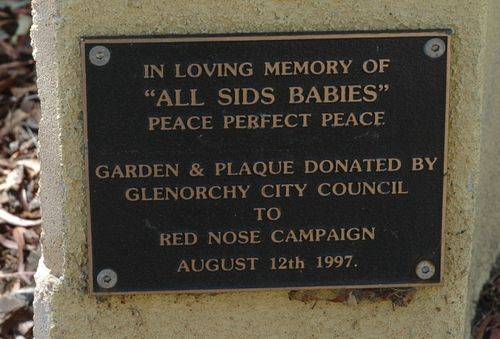 IN LOVING MEMORY OF
“ALL SIDS BABIES”
PEACE PERFECT PEACE
GARDEN & PLAQUE DONATED BY
GLENORCHY CITY COUNCIL
TO
RED NOSE CAMPAIGN
AUGUST 12th 1997.